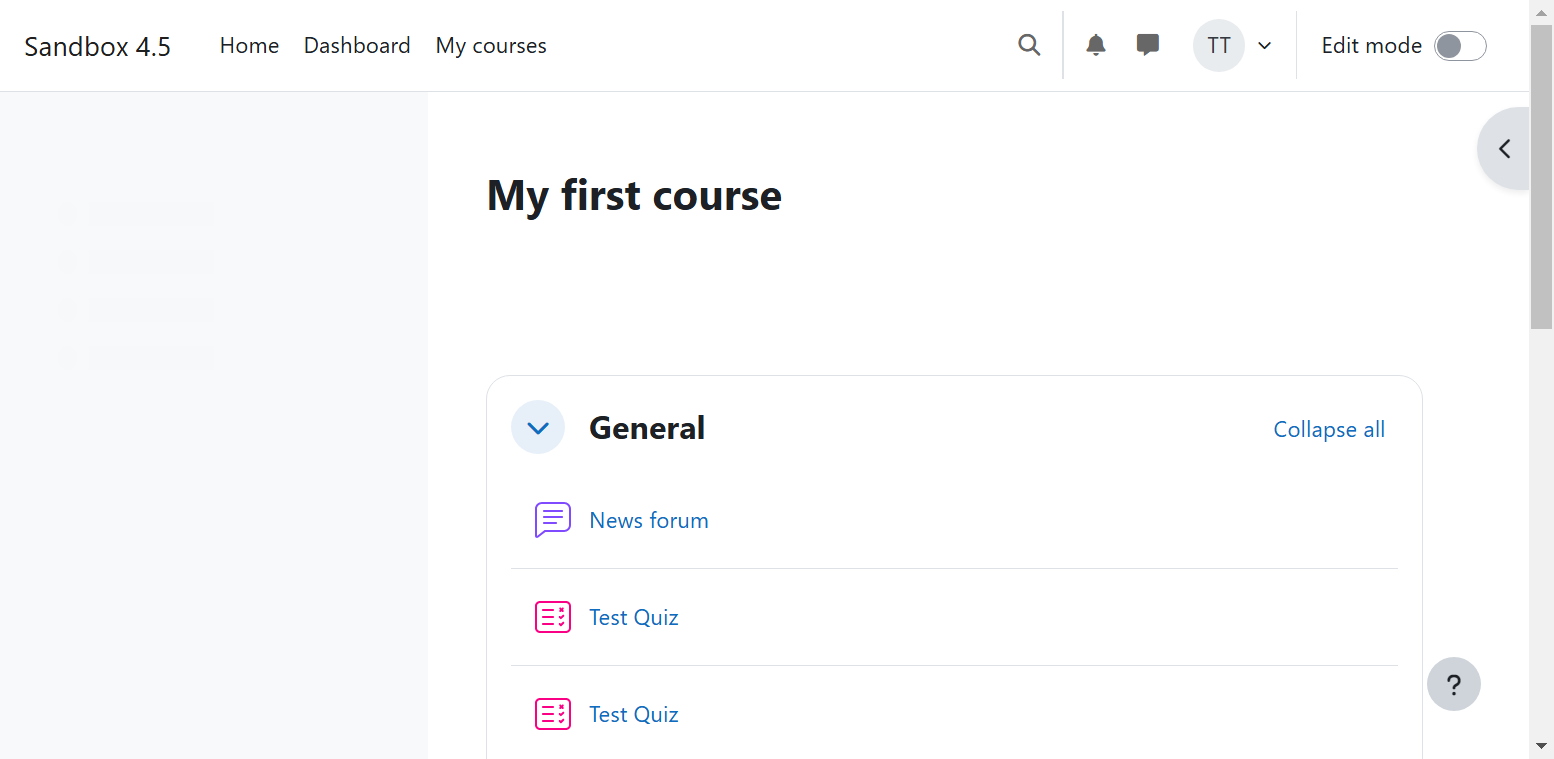 Sandbox 4.5 Home Dashboard My courses TT Edit mode
My first course
General Collapse all
News forum
Test Quiz
Test Quiz
?